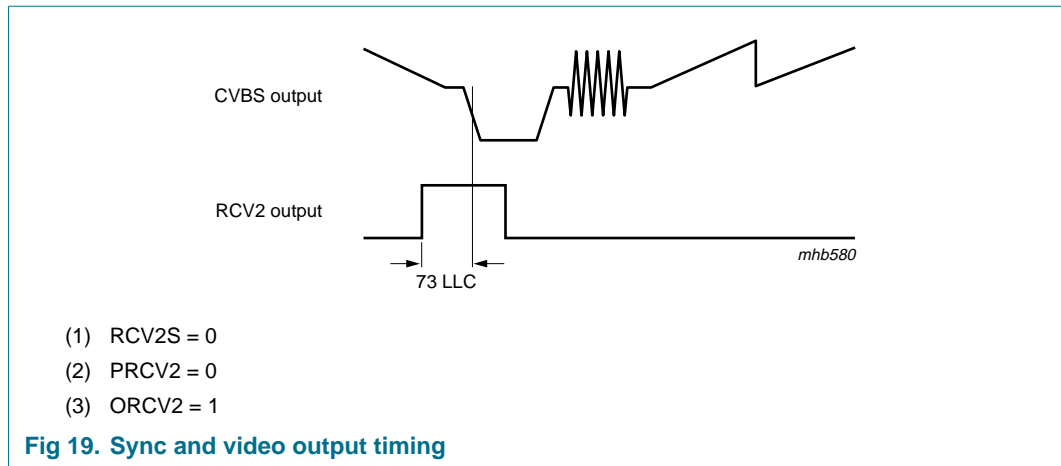 CVBS output
RCV2 output
mhb580
73 LLC
(1) RCV2S = 0
(2) PRCV2 = 0
(3) ORCV2 = 1
Fig 19. Sync and video output timing